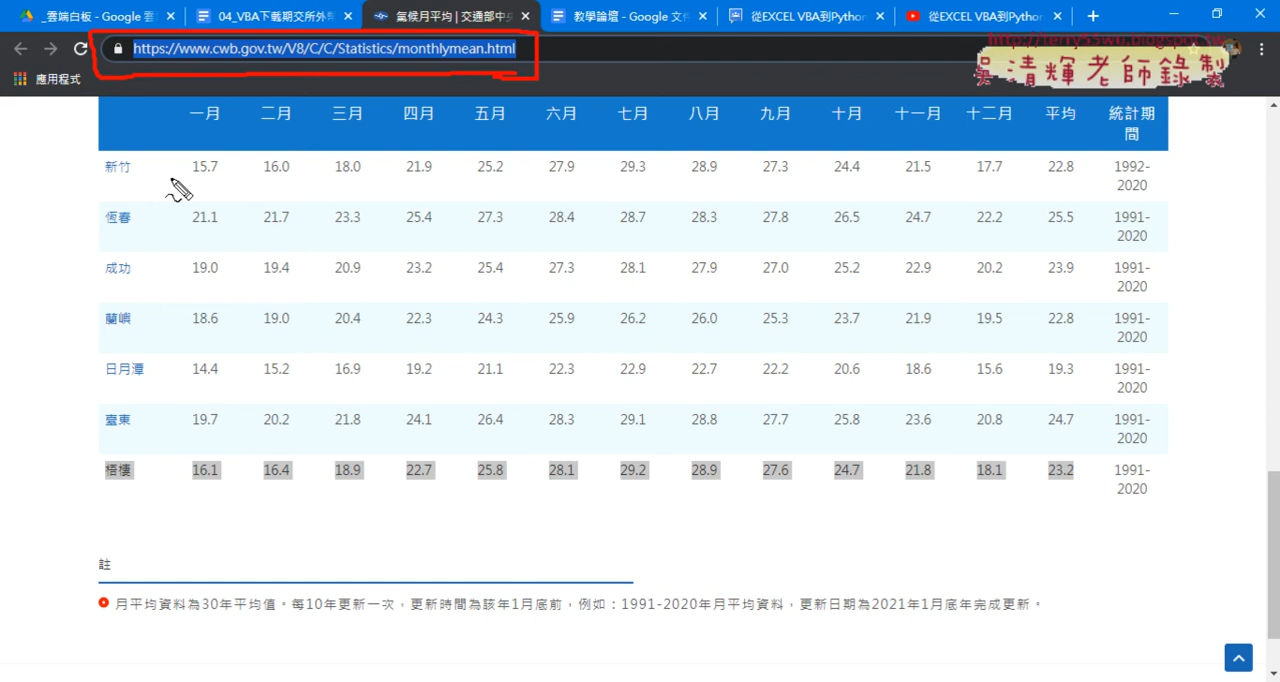 _雲端白板 - Google 雲
04_VBA下載期交所外
氣候月平均 | 交通部中央
教學論壇 - Google 文件
從EXCEL VBA到Python
從EXCEL VBA到Python
https://www.cwb.gov.tw/V8/C/C/Statistics/monthlymean.html
http://terry55wu.blogspot.tw
吳清輝老師錄製
應用程式
一月 二月 三月 四月 五月 六月 七月 八月 九月 十月 十一月 十二月 平均 統計期間
新竹 15.7 16.0 18.0 21.9 25.2 27.9 29.3 28.9 27.3 24.4 21.5 17.7 22.8 1992-2020
恆春 21.1 21.7 23.3 25.4 27.3 28.4 28.7 28.3 27.8 26.5 24.7 22.2 25.5 1991-2020
成功 19.0 19.4 20.9 23.2 25.4 27.3 28.1 27.9 27.0 25.2 22.9 20.2 23.9 1991-2020
蘭嶼 18.6 19.0 20.4 22.3 24.3 25.9 26.2 26.0 25.3 23.7 21.9 19.5 22.8 1991-2020
日月潭 14.4 15.2 16.9 19.2 21.1 22.3 22.9 22.7 22.2 20.6 18.6 15.6 19.3 1991-2020
臺東 19.7 20.2 21.8 24.1 26.4 28.3 29.1 28.8 27.7 25.8 23.6 20.8 24.7 1991-2020
梧棲 16.1 16.4 18.9 22.7 25.8 28.1 29.2 28.9 27.6 24.7 21.8 18.1 23.2 1991-2020
註
月平均資料為30年平均值。每10年更新一次，更新時間為該年1月底前，例如：1991-2020年月平均資料，更新日期為2021年1月底年完成更新。